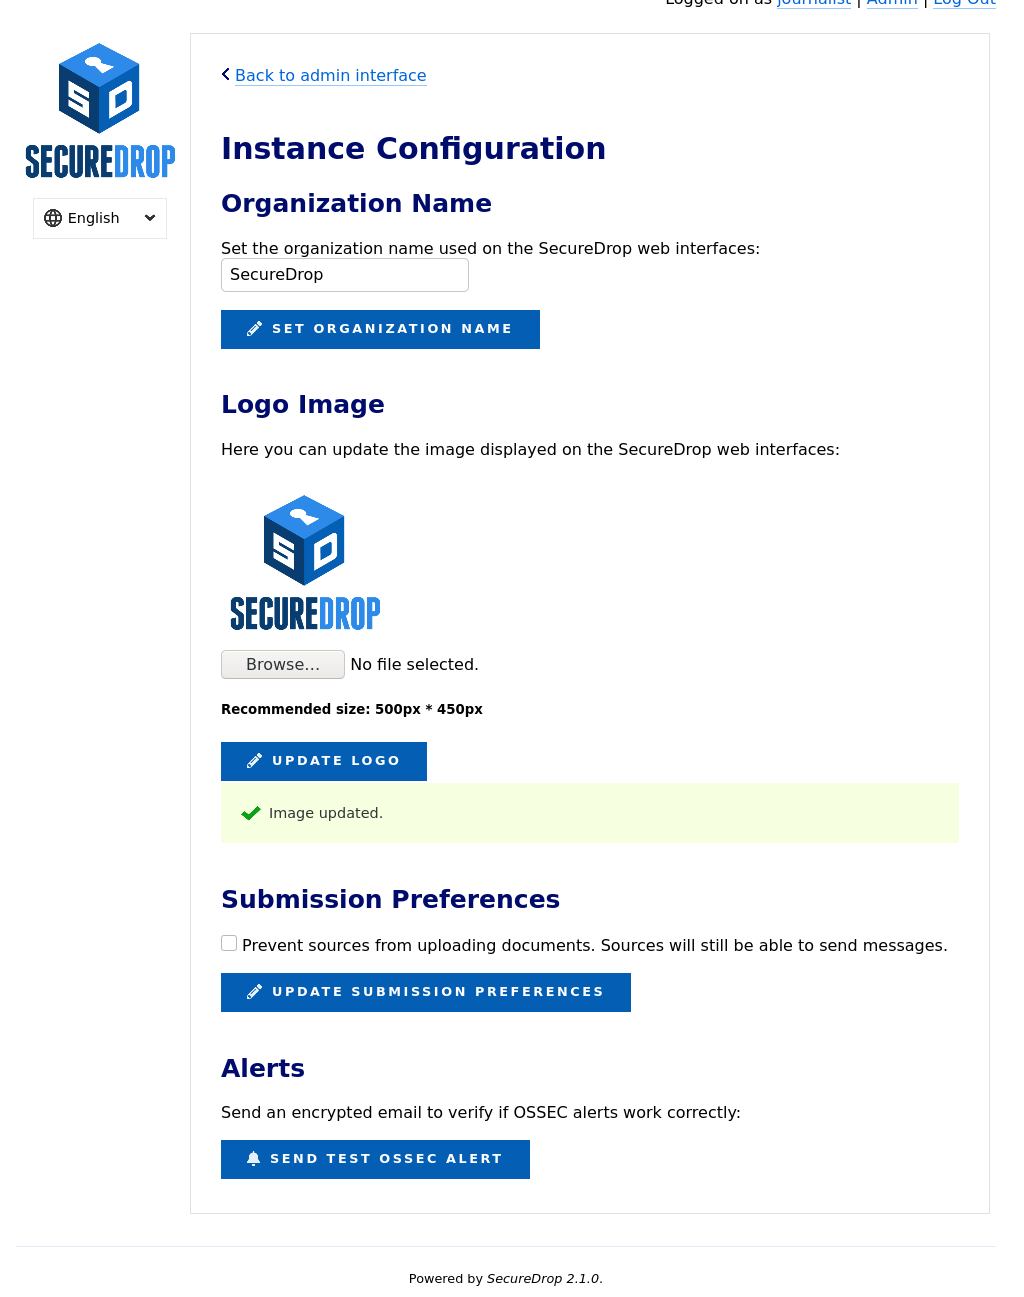 Logged on as Journalist | Admin | Log Out
SECUREDROP
English
Back to admin interface
Instance Configuration
Organization Name
Set the organization name used on the SecureDrop web interfaces:
SecureDrop
SET ORGANIZATION NAME
Logo Image
Here you can update the image displayed on the SecureDrop web interfaces:
SD
SECUREDROP
Browse... No file selected.
Recommended size: 500px * 450px
UPDATE LOGO
Image updated.
Submission Preferences
Prevent sources from uploading documents. Sources will still be able to send messages.
UPDATE SUBMISSION PREFERENCES
Alerts
Send an encrypted email to verify if OSSEC alerts work correctly:
SEND TEST OSSEC ALERT
Powered by SecureDrop 2.1.0.